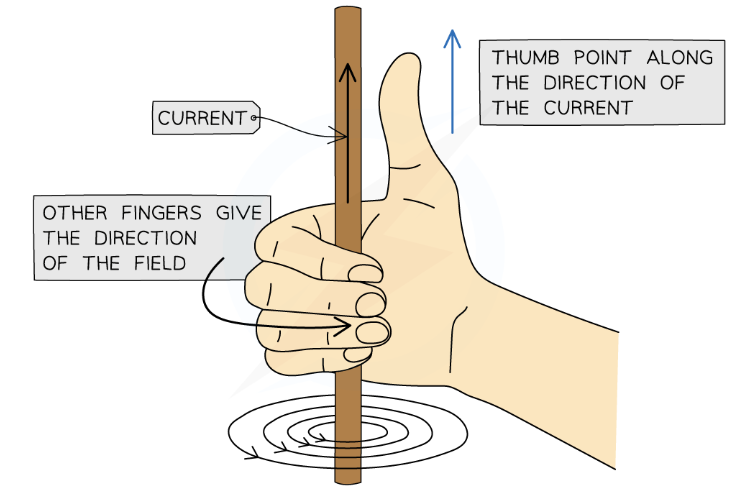 THUMB POINT ALONG
THE DIRECTION OF
THE CURRENT
CURRENT
OTHER FINGERS GIVE
THE DIRECTION
OF THE FIELD